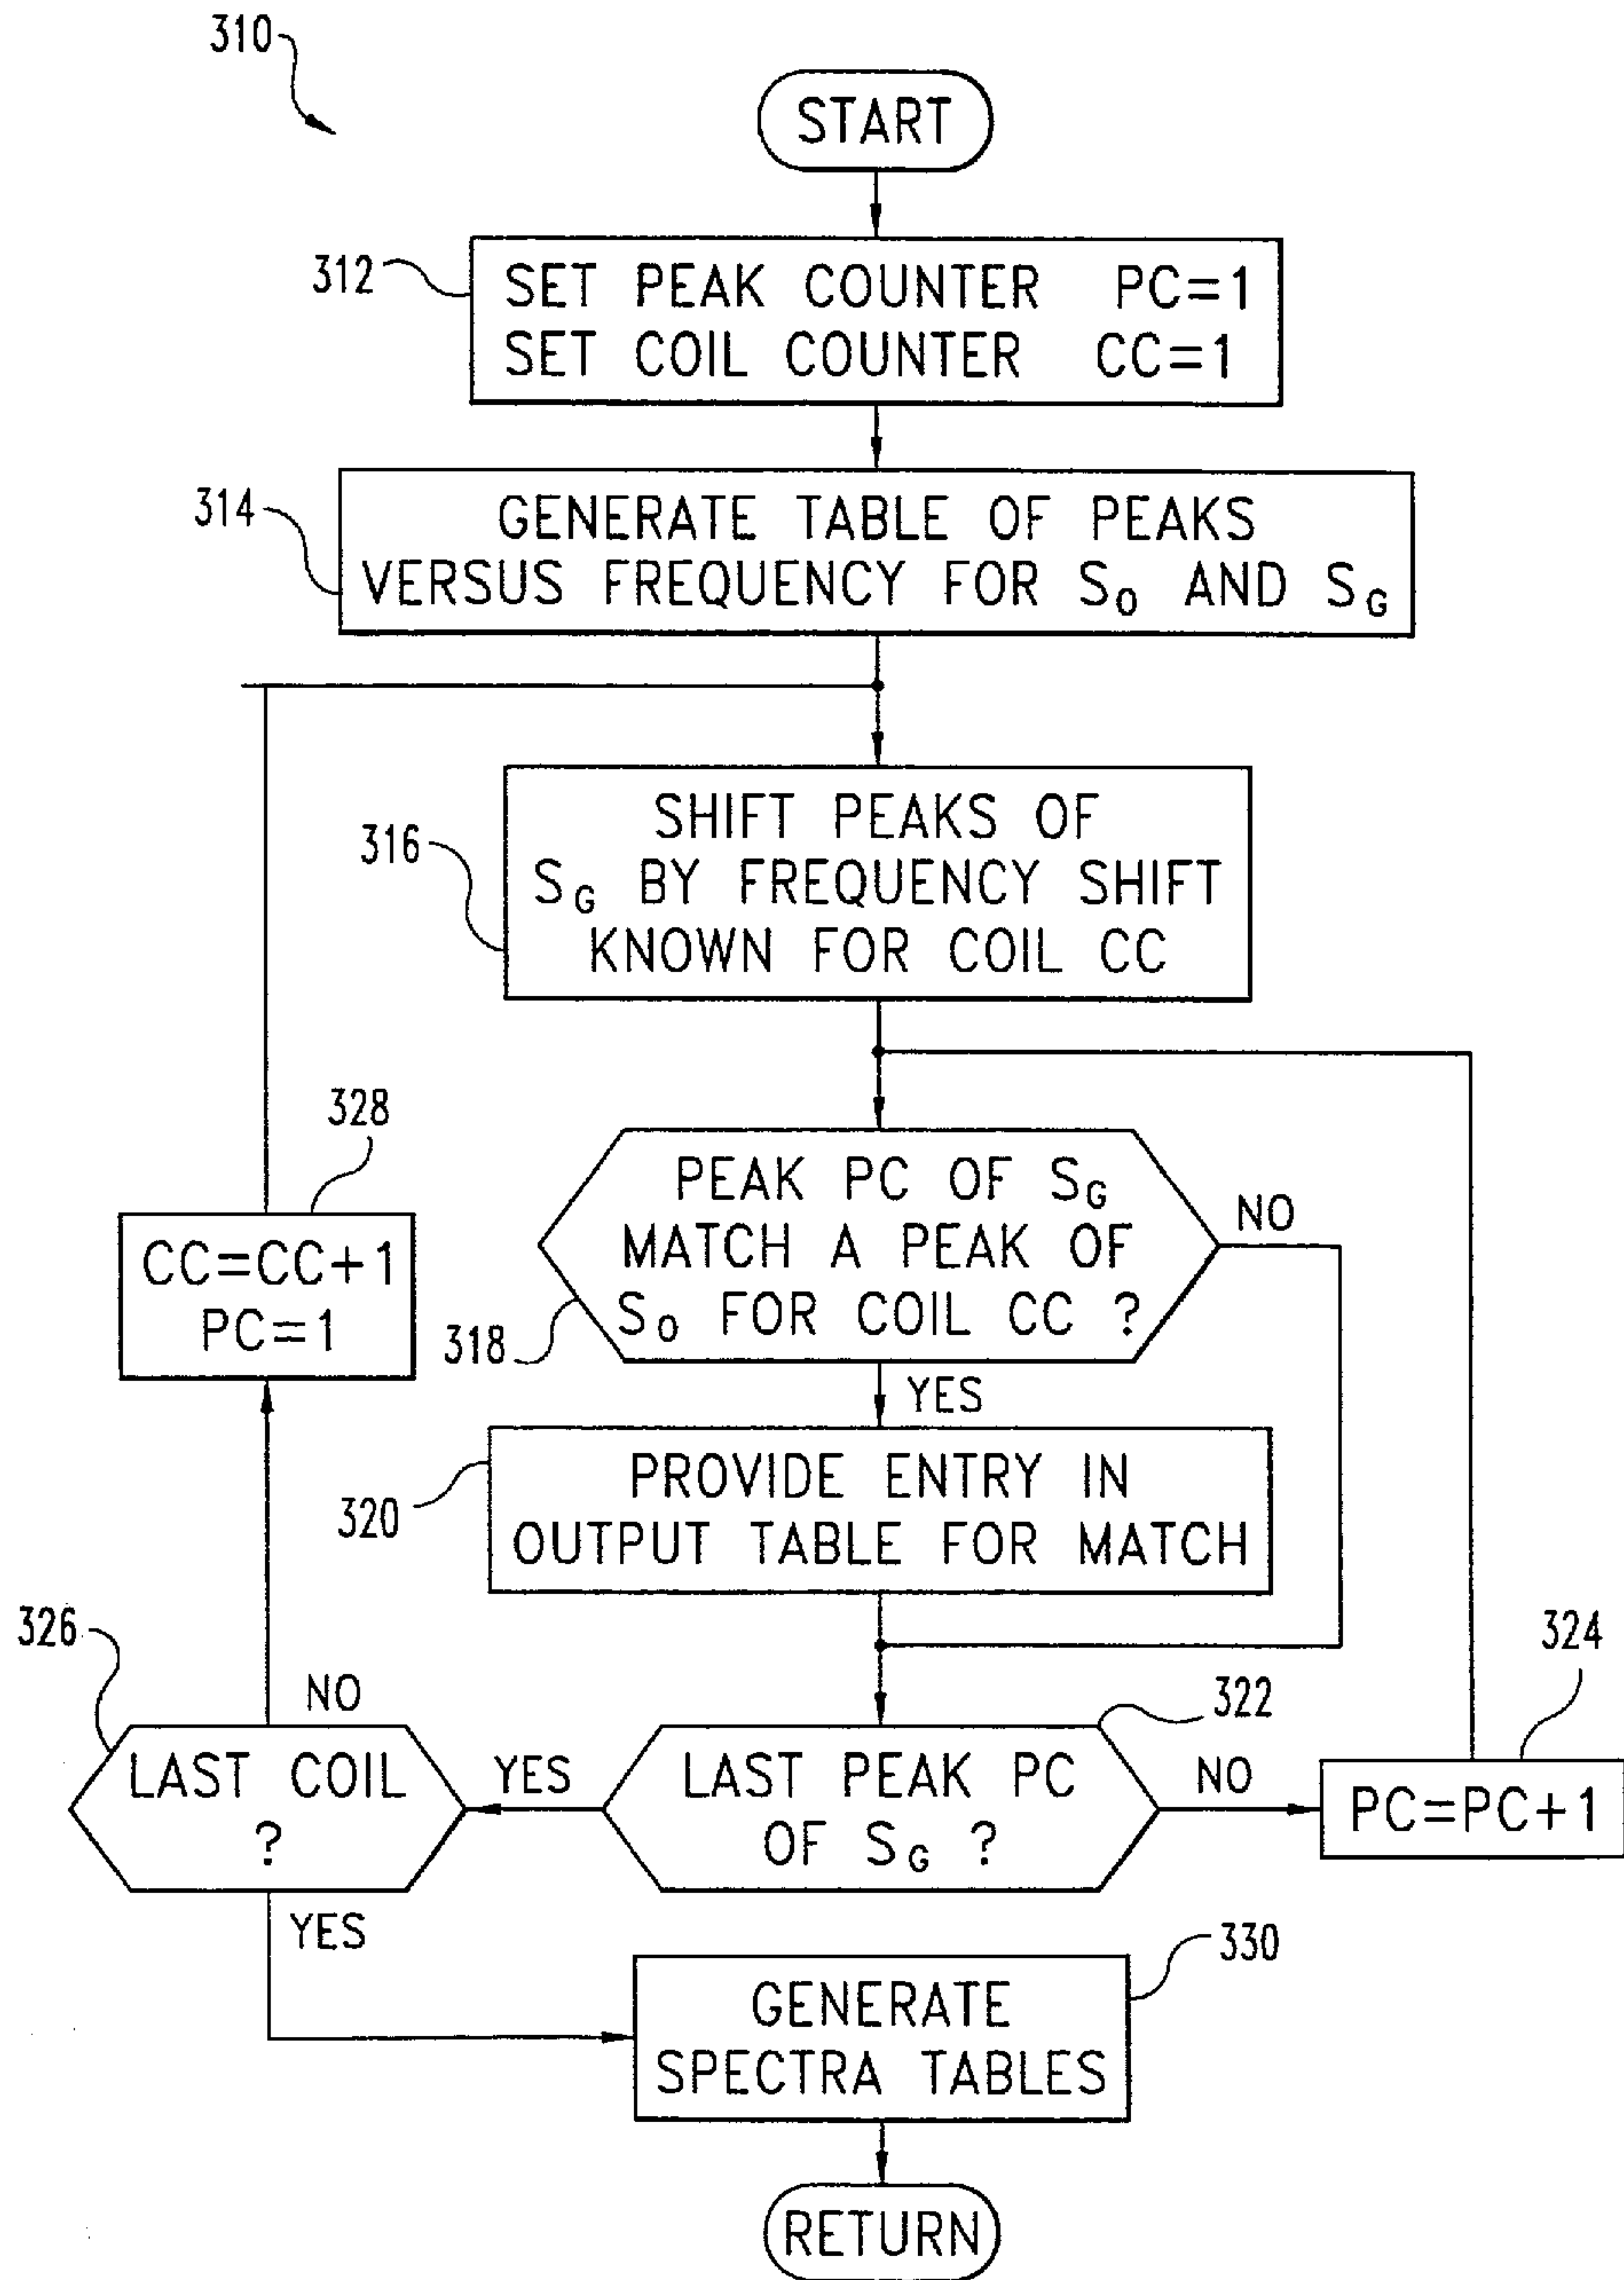 310
START
312
SET PEAK COUNTER PC=1
SET COIL COUNTER CC=1
314
GENERATE TABLE OF PEAKS
VERSUS FREQUENCY FOR S₀ AND S_G
316
SHIFT PEAKS OF
S_G BY FREQUENCY SHIFT
KNOWN FOR COIL CC
328
CC=CC+1
PC=1
318
PEAK PC OF S_G
MATCH A PEAK OF
S₀ FOR COIL CC ?
NO
YES
320
PROVIDE ENTRY IN
OUTPUT TABLE FOR MATCH
326
NO
LAST COIL
?
YES
YES
322
LAST PEAK PC
OF S_G ?
NO
324
PC=PC+1
330
GENERATE
SPECTRA TABLES
RETURN